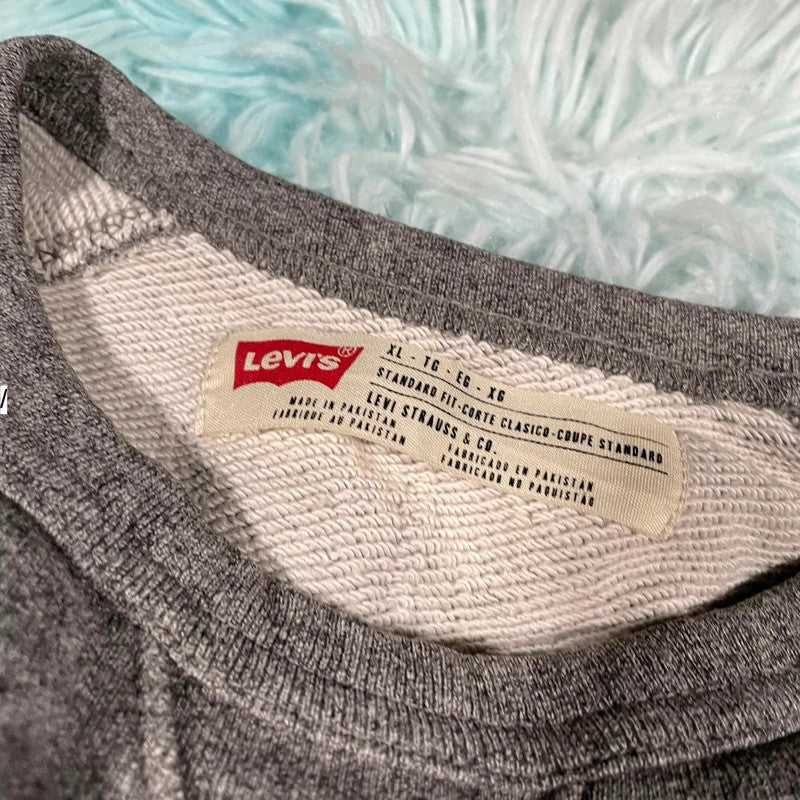 Levi's®
XL - TG - EG - XG
STANDARD FIT-CORTE CLASICO-COUPE STANDARD
LEVI STRAUSS & CO.
MADE IN PAKISTAN
FABRIQUE AU PAKISTAN
FABRICADO EN PAKISTAN
FABRICADO NO PAQUISTÃO